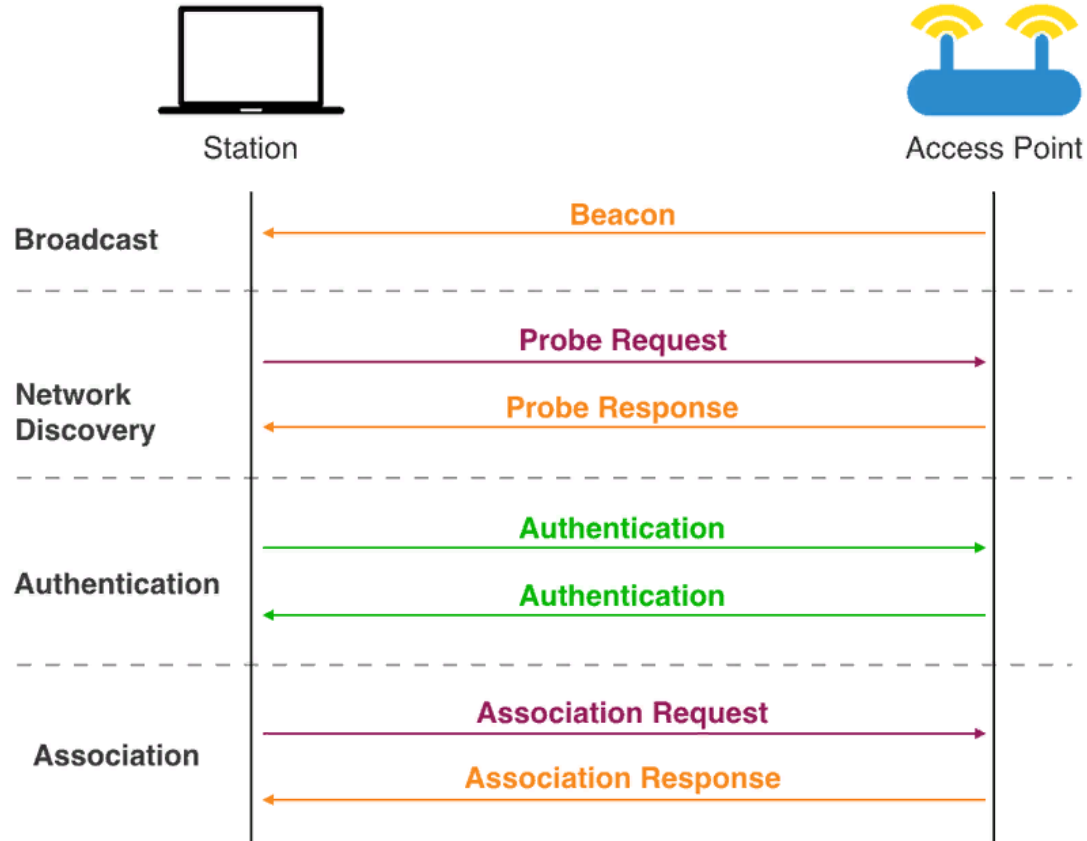 Station
Access Point
Beacon
Broadcast
Probe Request
Network
Discovery
Probe Response
Authentication
Authentication
Authentication
Association Request
Association
Association Response